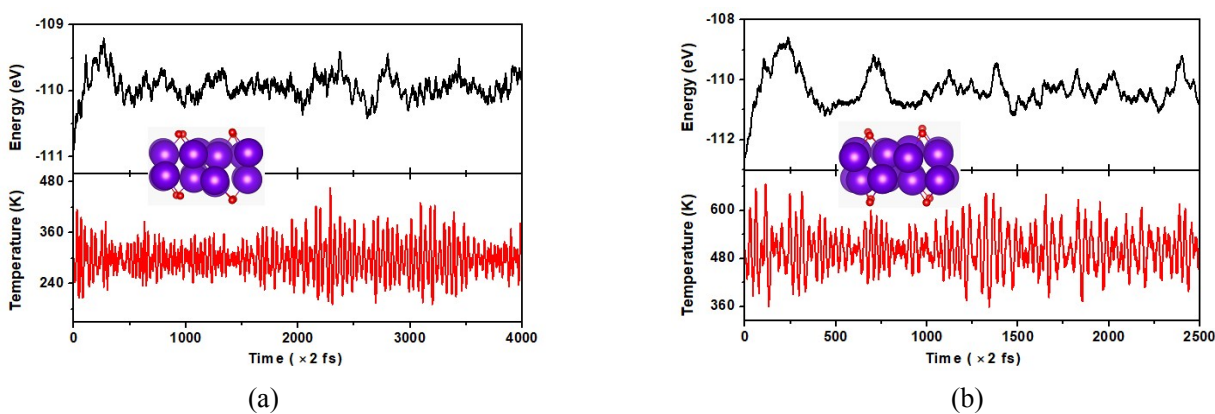 -109
-110
-111
Energy (eV)
480
360
240
Temperature (K)
0 1000 2000 3000 4000
Time ( ×2 fs)
(a)
-108
-110
-112
Energy (eV)
600
480
360
Temperature (K)
0 500 1000 1500 2000 2500
Time ( ×2 fs)
(b)